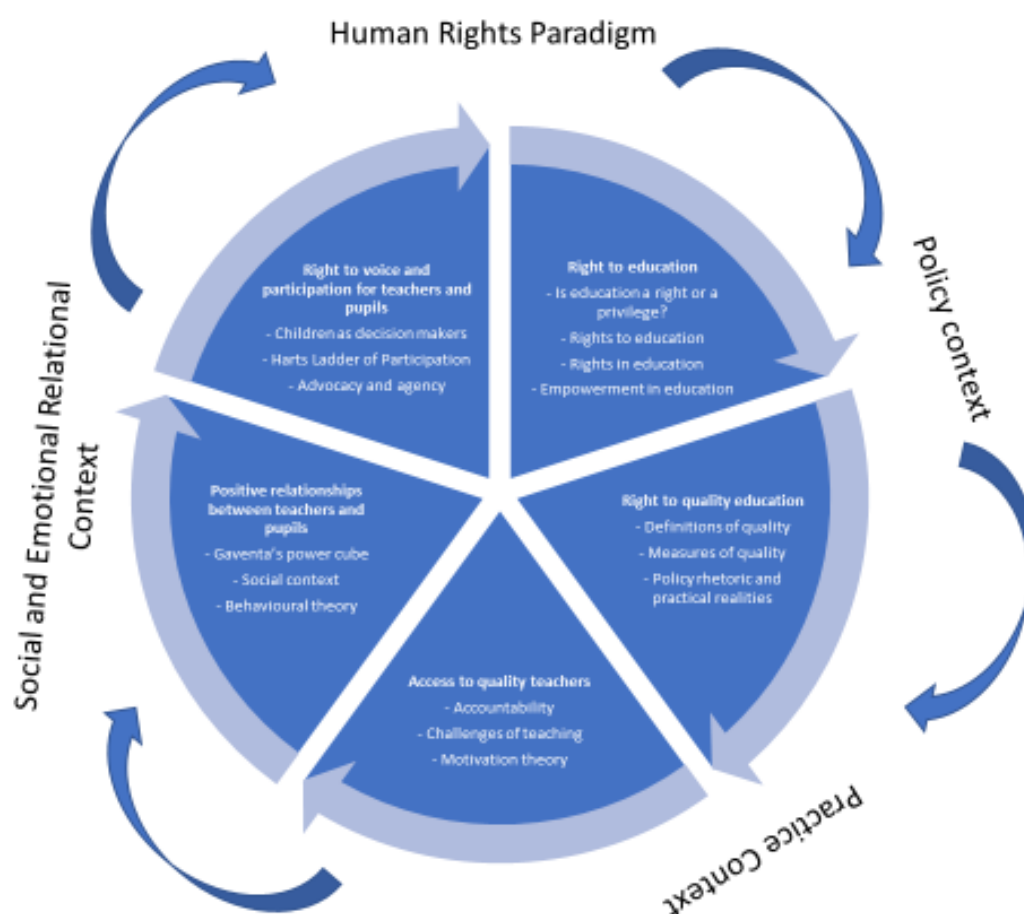 Human Rights Paradigm
Policy context
Practice Context
Social and Emotional Relational
Context
Right to education
- Is education a right or a
privilege?
- Rights to education
- Rights in education
- Empowerment in education
Right to quality education
- Definitions of quality
- Measures of quality
- Policy rhetoric and
practical realities
Access to quality teachers
- Accountability
- Challenges of teaching
- Motivation theory
Positive relationships
between teachers and
pupils
- Gaventa's power cube
- Social context
- Behavioural theory
Right to voice and
participation for teachers and
pupils
- Children as decision makers
- Harts Ladder of Participation
- Advocacy and agency